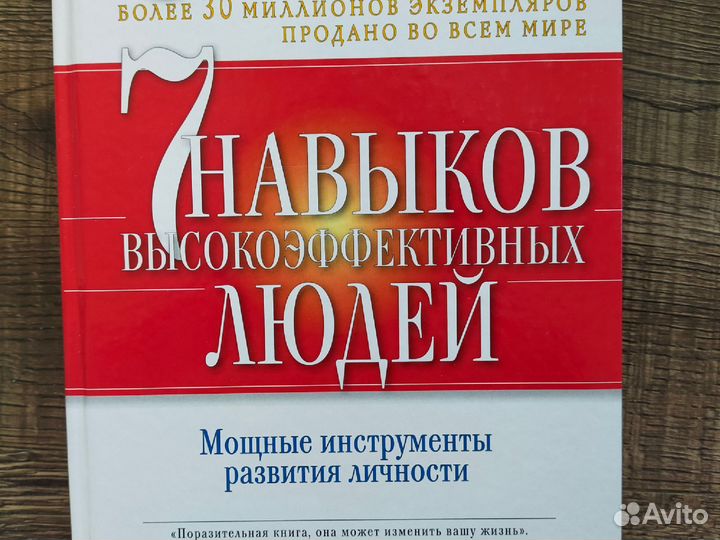 БОЛЕЕ 30 МИЛЛИОНОВ ЭКЗЕМПЛЯРОВ
ПРОДАНО ВО ВСЕМ МИРЕ
7 НАВЫКОВ
ВЫСОКОЭФФЕКТИВНЫХ
ЛЮДЕЙ
Мощные инструменты
развития личности
«Поразительная книга, она может изменить вашу жизнь».
Avito